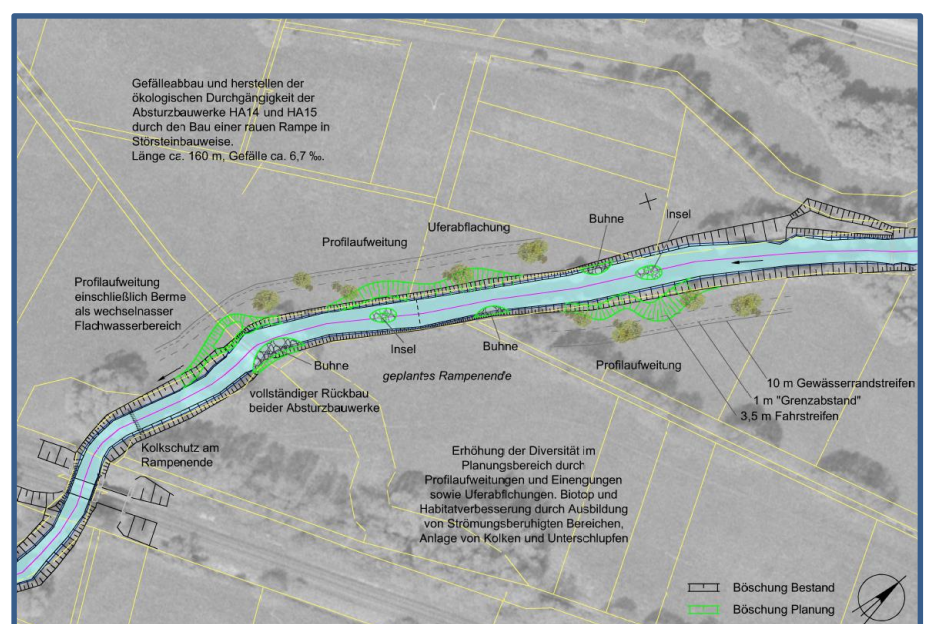 Gefälleabbau und herstellen der
ökologischen Durchgängigkeit der
Absturzbauwerke HA14 und HA15
durch den Bau einer rauen Rampe in
Störsteinbauweise.
Länge ca. 160 m, Gefälle ca. 6,7 ‰.
Buhne
Insel
Uferabflachung
Profilaufweitung
Profilaufweitung
einschließlich Berme
als wechselnasser
Flachwasserbereich
Insel
Buhne
Buhne
Profilaufweitung
geplantes Rampenende
10 m Gewässerrandstreifen
1 m "Grenzabstand"
3,5 m Fahrstreifen
vollständiger Rückbau
beider Absturzbauwerke
Kolkschutz am
Rampenende
Erhöhung der Diversität im
Planungsbereich durch
Profilaufweitungen und Einengungen
sowie Uferabflchungen. Biotop und
Habitatverbesserung durch Ausbildung
von Strömungsberuhigten Bereichen,
Anlage von Kolken und Unterschlupfen
Böschung Bestand
Böschung Planung